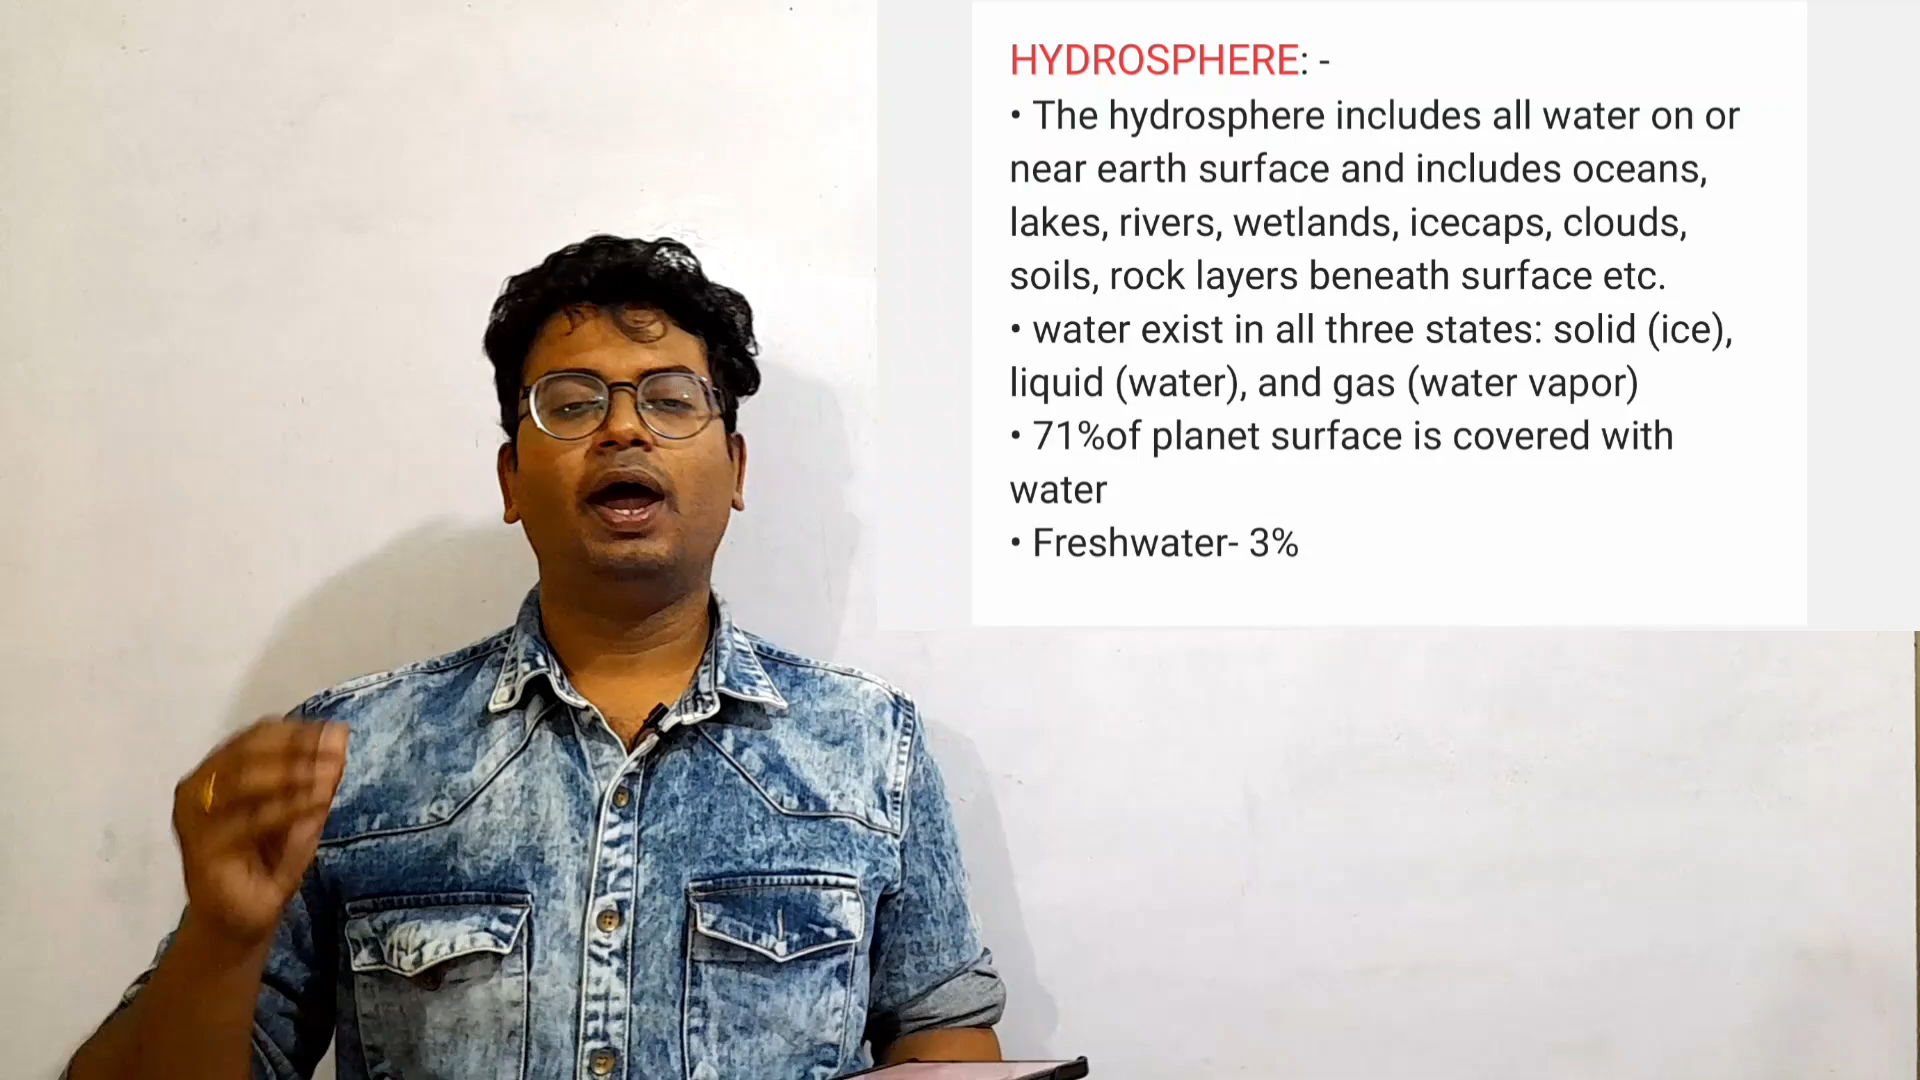 HYDROSPHERE: -
• The hydrosphere includes all water on or
near earth surface and includes oceans,
lakes, rivers, wetlands, icecaps, clouds,
soils, rock layers beneath surface etc.
• water exist in all three states: solid (ice),
liquid (water), and gas (water vapor)
• 71%of planet surface is covered with
water
• Freshwater- 3%